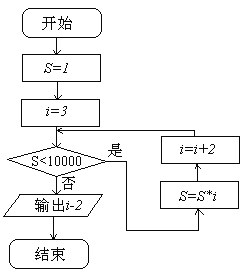 开始
S=1
i=3
S<10000
是
否
i=i+2
S=S*i
输出i-2
结束